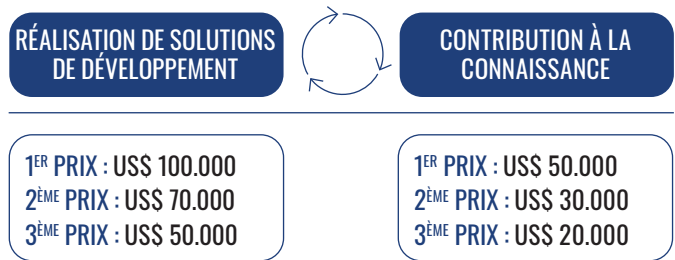 RÉALISATION DE SOLUTIONS
DE DÉVELOPPEMENT
CONTRIBUTION À LA
CONNAISSANCE
1ER PRIX : US$ 100.000
2ÈME PRIX : US$ 70.000
3ÈME PRIX : US$ 50.000
1ER PRIX : US$ 50.000
2ÈME PRIX : US$ 30.000
3ÈME PRIX : US$ 20.000